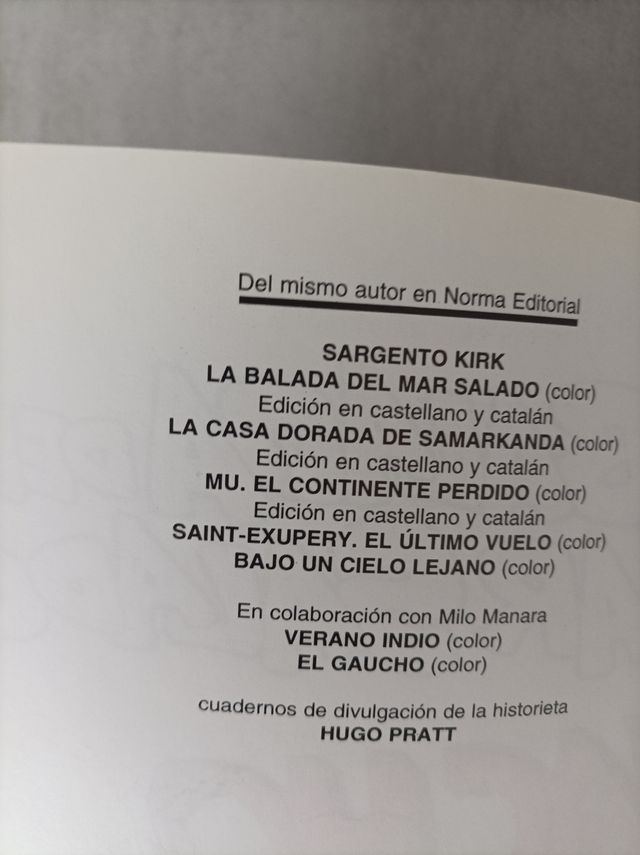 Del mismo autor en Norma Editorial
SARGENTO KIRK
LA BALADA DEL MAR SALADO (color)
Edición en castellano y catalán
LA CASA DORADA DE SAMARKANDA (color)
Edición en castellano y catalán
MU. EL CONTINENTE PERDIDO (color)
Edición en castellano y catalán
SAINT-EXUPERY. EL ÚLTIMO VUELO (color)
BAJO UN CIELO LEJANO (color)
En colaboración con Milo Manara
VERANO INDIO (color)
EL GAUCHO (color)
cuadernos de divulgación de la historieta
HUGO PRATT